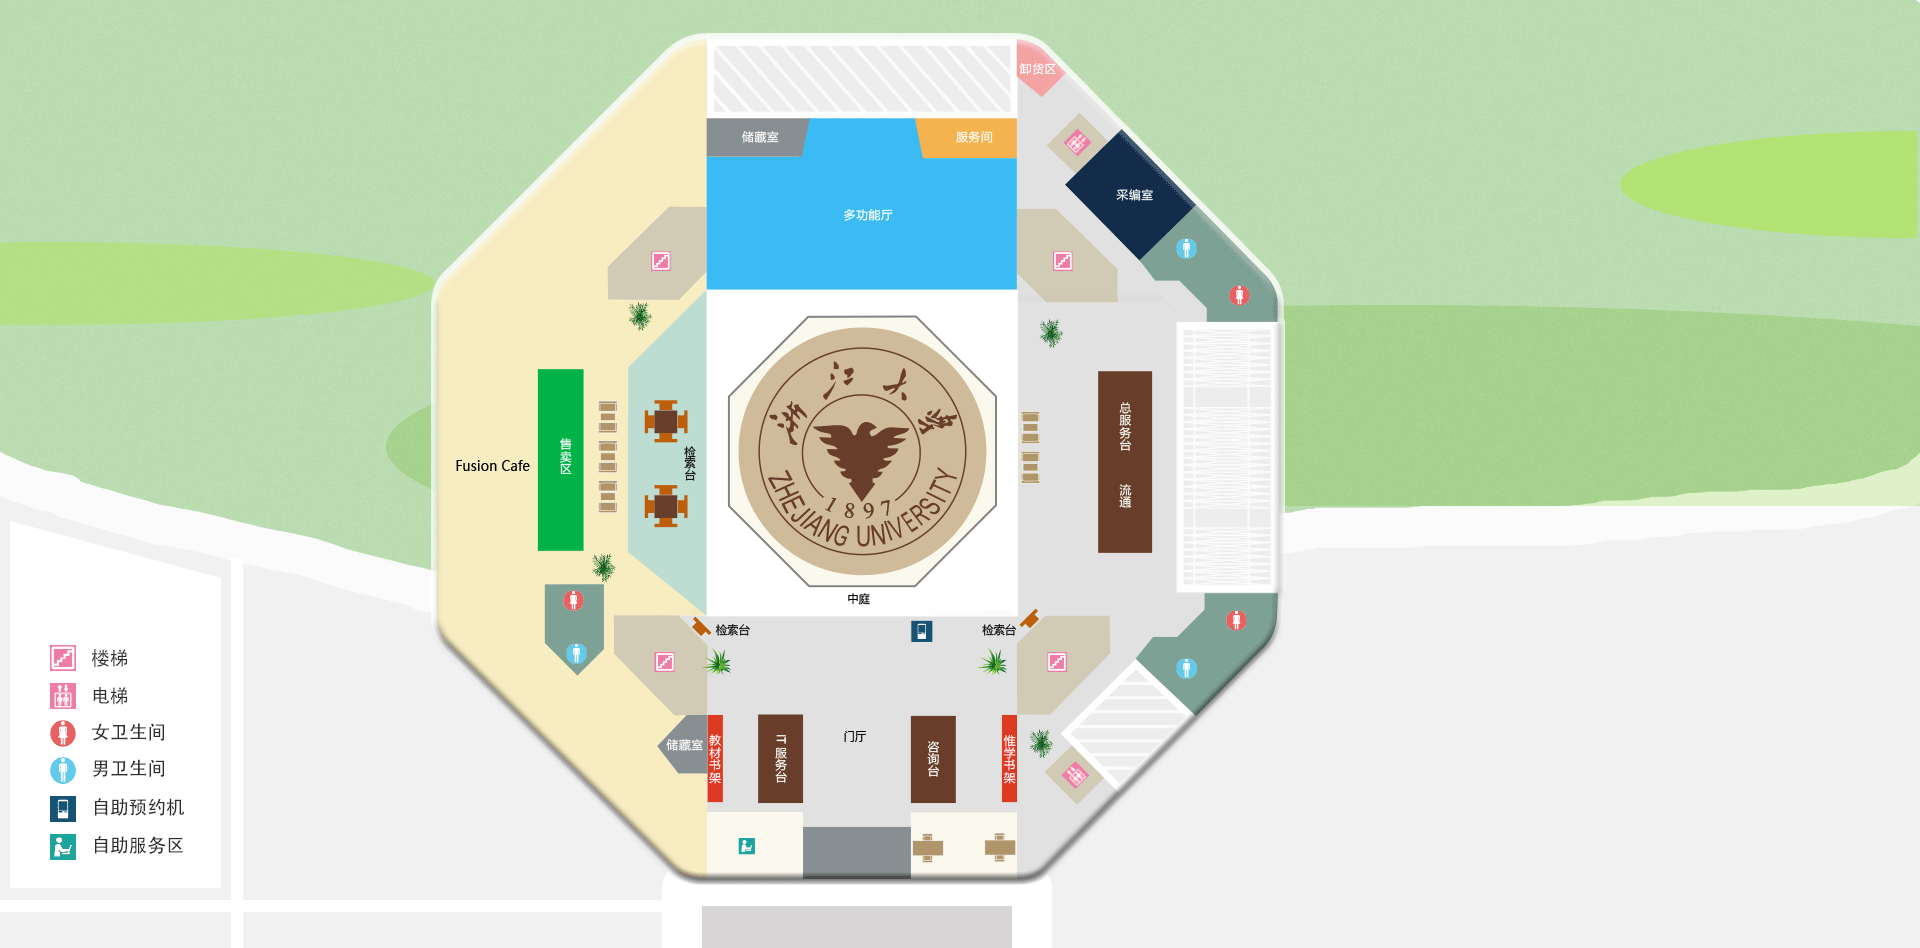 卸货区
储藏室
服务间
采编室
多功能厅
总服务台
流通
售卖区
Fusion Cafe
检索台
浙江大学
1897
ZHEJIANG UNIVERSITY
中庭
检索台
检索台
储藏室
教材书架
IT服务台
门厅
咨询台
惟学书架
楼梯
电梯
女卫生间
男卫生间
自助预约机
自助服务区